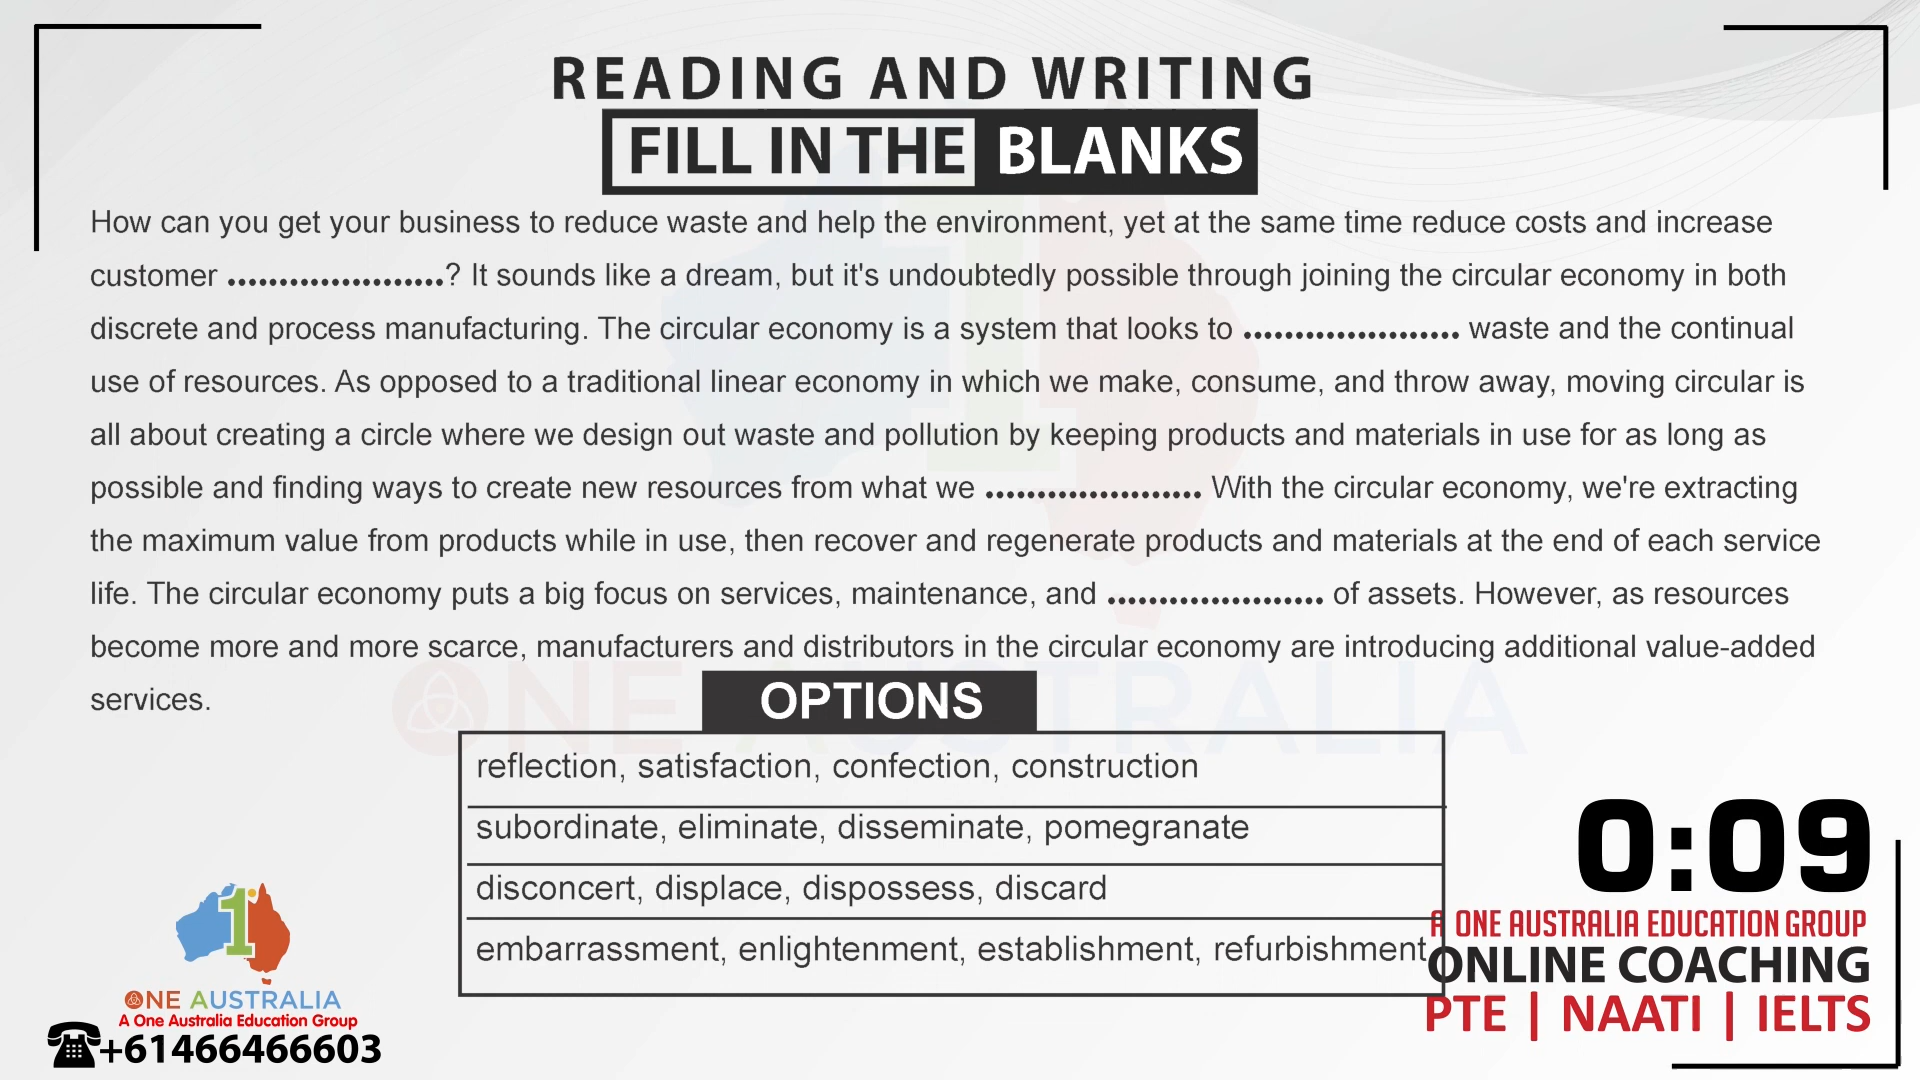 READING AND WRITING
FILL IN THE BLANKS
How can you get your business to reduce waste and help the environment, yet at the same time reduce costs and increase
customer .....................? It sounds like a dream, but it's undoubtedly possible through joining the circular economy in both
discrete and process manufacturing. The circular economy is a system that looks to ..................... waste and the continual
use of resources. As opposed to a traditional linear economy in which we make, consume, and throw away, moving circular is
all about creating a circle where we design out waste and pollution by keeping products and materials in use for as long as
possible and finding ways to create new resources from what we ..................... With the circular economy, we're extracting
the maximum value from products while in use, then recover and regenerate products and materials at the end of each service
life. The circular economy puts a big focus on services, maintenance, and ..................... of assets. However, as resources
become more and more scarce, manufacturers and distributors in the circular economy are introducing additional value-added
services.
ONE AUSTRALIA
OPTIONS
reflection, satisfaction, confection, construction
subordinate, eliminate, disseminate, pomegranate
disconcert, displace, dispossess, discard
embarrassment, enlightenment, establishment, refurbishment
0:09
A ONE AUSTRALIA EDUCATION GROUP
ONLINE COACHING
PTE | NAATI | IELTS
1
ONE AUSTRALIA
A One Australia Education Group
+61466466603